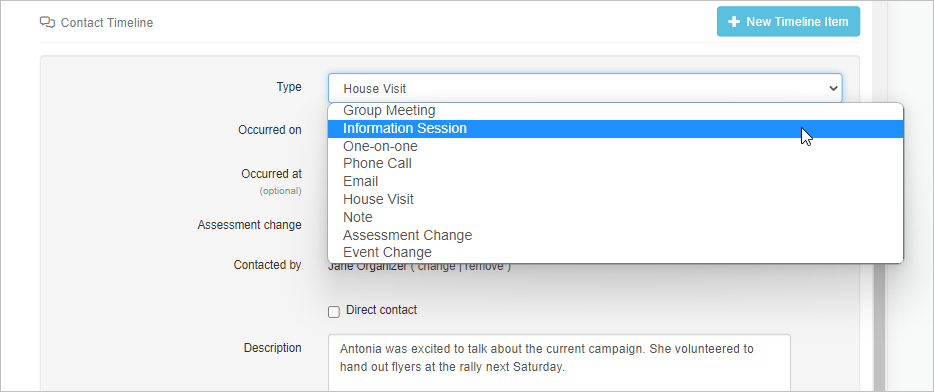 Contact Timeline
New Timeline Item
Type
House Visit
Group Meeting
Occurred on
Information Session
One-on-one
Phone Call
Occurred at
(optional)
Email
House Visit
Note
Assessment change
Assessment Change
Event Change
Contacted by
Jane Organizer ( change | remove )
Direct contact
Description
Antonia was excited to talk about the current campaign. She volunteered to
hand out flyers at the rally next Saturday.